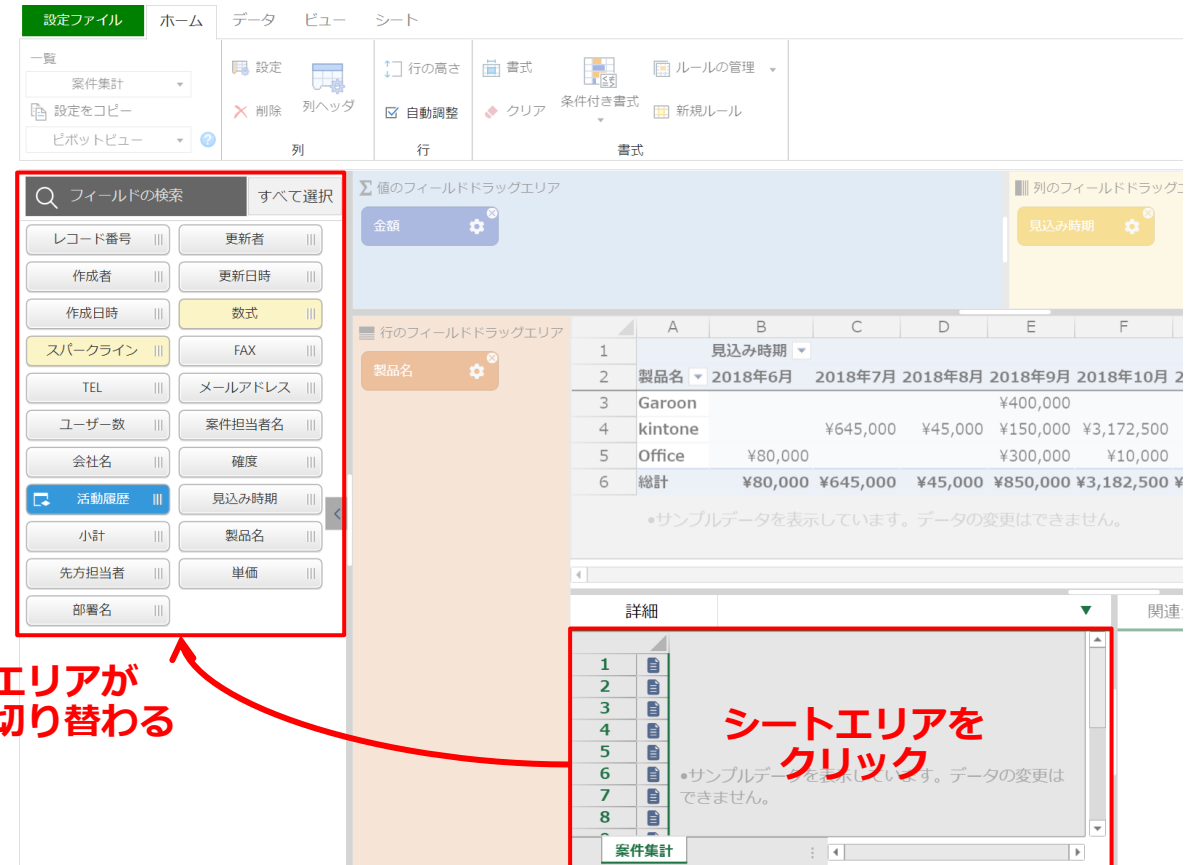 設定ファイル ホーム データ ビュー シート
一覧
案件集計
設定をコピー
ピボットビュー
設定
削除
列ヘッダ
列
行の高さ
自動調整
行
書式
クリア
条件付き書式
ルールの管理
新規ルール
書式
フィールドの検索 すべて選択
レコード番号 更新者
作成者 更新日時
作成日時 数式
スパークライン FAX
TEL メールアドレス
ユーザー数 案件担当者名
会社名 確度
活動履歴 見込み時期
小計 製品名
先方担当者 単価
部署名
エリアが
切り替わる
Σ 値のフィールドドラッグエリア
金額
列のフィールドドラッグ
見込み時期
行のフィールドドラッグエリア
製品名
A B C D E F
1 見込み時期
2 製品名 2018年6月 2018年7月 2018年8月 2018年9月 2018年10月 2
3 Garoon ¥400,000
4 kintone ¥645,000 ¥45,000 ¥150,000 ¥3,172,500
5 Office ¥80,000 ¥300,000 ¥10,000
6 総計 ¥80,000 ¥645,000 ¥45,000 ¥850,000 ¥3,182,500 ¥
•サンプルデータを表示しています。データの変更はできません。
詳細 関連
1
2
3
4
5
6
7
8
シートエリアを
クリック
•サンプルデータを表示しています。データの変更は
できません。
案件集計